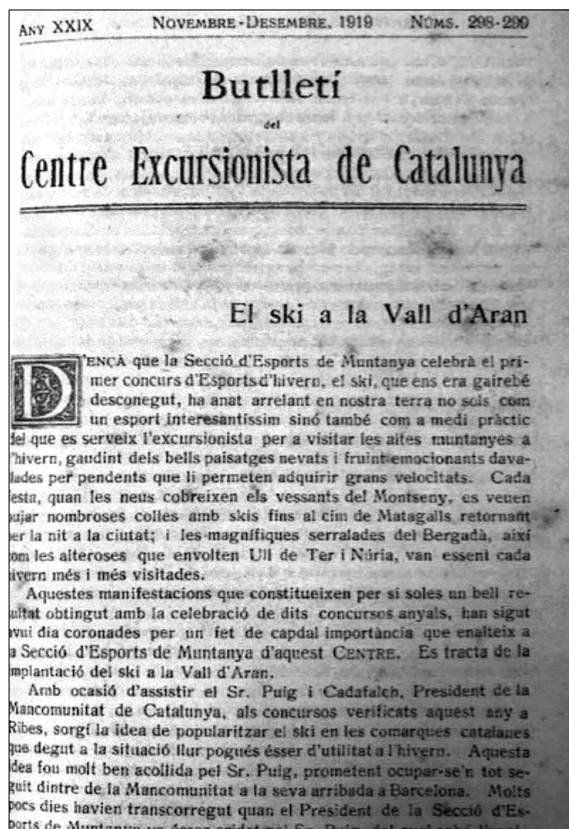 ANY XXIX NOVEMBRE-DESEMBRE, 1919 NÚMS. 298-299
Butlletí
del
Centre Excursionista de Catalunya
El ski a la Vall d'Aran
DENÇÀ que la Secció d'Esports de Muntanya celebrà el pri-
mer concurs d'Esports d'hivern, el ski, que ens era gairebé
desconegut, ha anat arrelant en nostra terra no sols com
un esport interesantíssim sinó també com a medi pràctic
del que es serveix l'excursionista per a visitar les altes muntanyes a
l'hivern, gaudint dels bells paisatges nevats i fruint emocionants dava-
llades per pendents que li permeten adquirir grans velocitats. Cada
festa, quan les neus cobreixen els vessants del Montseny, es veuen
pujar nombroses colles amb skis fins al cim de Matagalls retornant
per la nit a la ciutat; i les magnífiques serralades del Bergadà, així
com les alteroses que envolten Ull de Ter i Núria, van essent cada
hivern més i més visitades.
Aquestes manifestacions que constitueixen per si soles un bell re-
sultat obtingut amb la celebració de dits concursos anyals, han sigut
avui dia coronades per un fet de capdal importància que enalteix a
la Secció d'Esports de Muntanya d'aquest CENTRE. Es tracta de la
implantació del ski a la Vall d'Aran.
Amb ocasió d'assistir el Sr. Puig i Cadafalch, President de la
Mancomunitat de Catalunya, als concursos verificats aquest any a
Ribes, sorgí la idea de popularitzar el ski en les comarques catalanes
que degut a la situació llur pogués ésser d'utilitat a l'hivern. Aquesta
idea fou molt ben acollida pel Sr. Puig, prometent ocupar-se'n tot se-
guit dintre de la Mancomunitat a la seva arribada a Barcelona. Molts
pocs dies havien transcorregut quan el President de la Secció d'Es-
ports de Muntanya